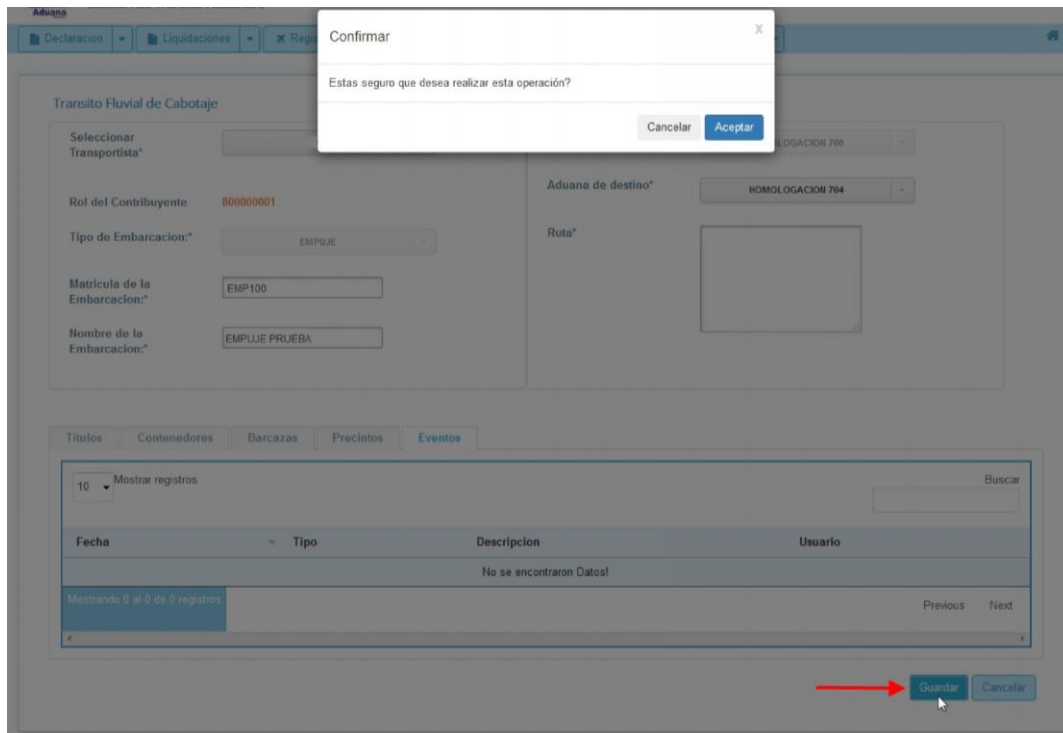 Aduana
Declaracion
Liquidaciones
Confirmar
X
Estas seguro que desea realizar esta operación?
Cancelar
Aceptar
Transito Fluvial de Cabotaje
Seleccionar
Transportista*
Rol del Contribuyente
800000001
Tipo de Embarcacion:*
EMPUJE
Matricula de la
Embarcacion:*
EMP100
Nombre de la
Embarcacion:*
EMPUJE PRUEBA
Aduana de destino*
HOMOLOGACION 704
Ruta*
Titulos
Contenedores
Barcazas
Precintos
Eventos
10
Mostrar registros
Buscar
Fecha
Tipo
Descripcion
Usuario
No se encontraron Datos!
Mostrando 0 al 0 de 0 registros
Previous
Next
Guardar
Cancelar